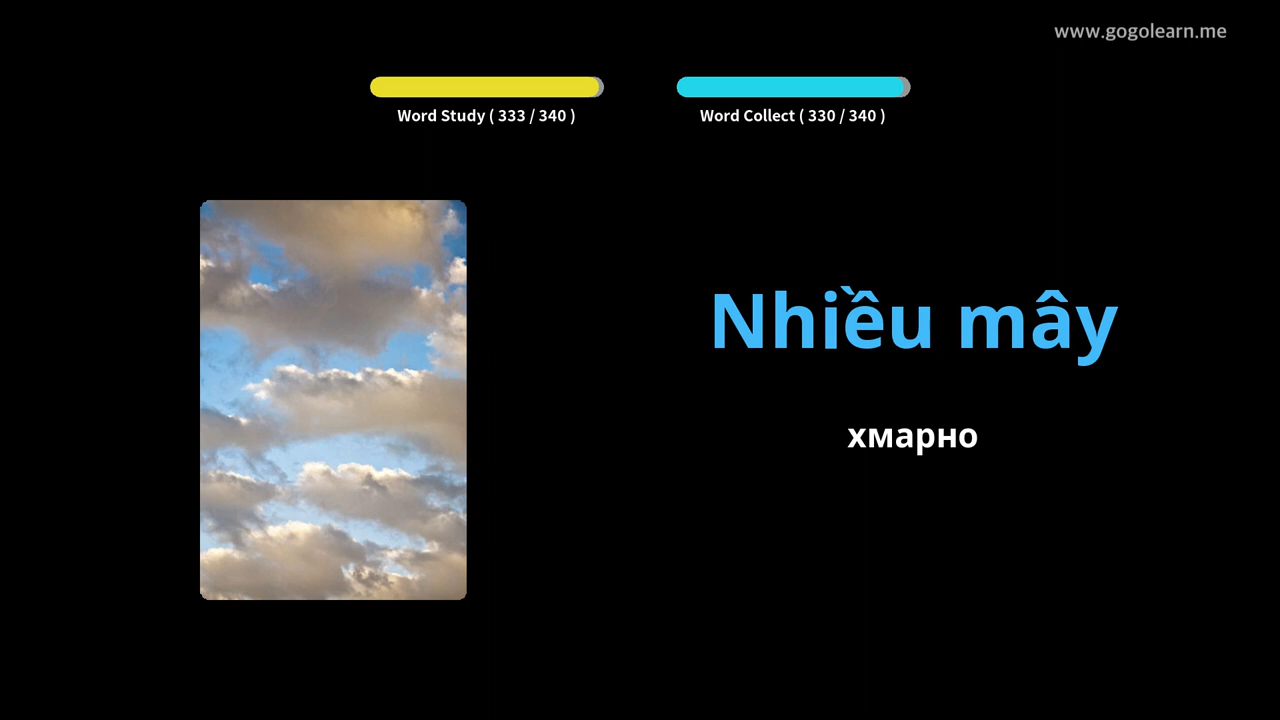 www.gogolearn.me
Word Study ( 333 / 340 )
Word Collect ( 330 / 340 )
Nhiều mây
хмарно